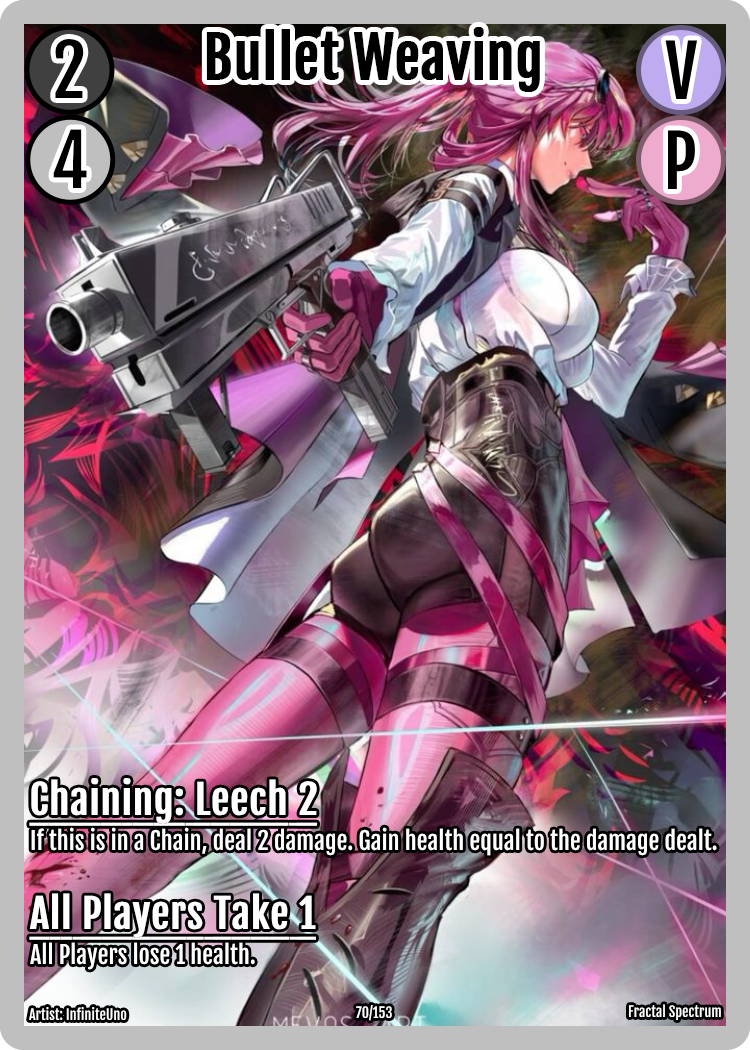 Bullet Weaving
2
V
4
P
Chaining: Leech 2
If this is in a Chain, deal 2 damage. Gain health equal to the damage dealt.
All Players Take 1
All Players lose 1 health.
Artist: InfiniteUno
70/153
Fractal Spectrum